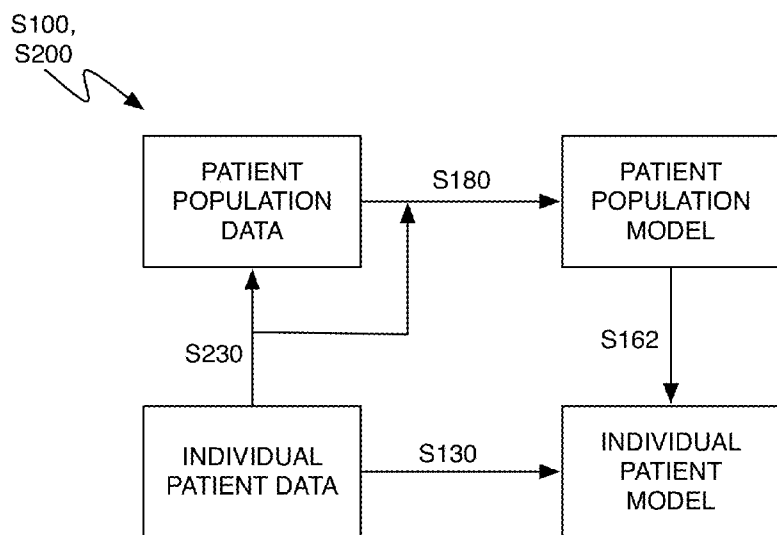 S100,
S200
PATIENT
POPULATION
DATA
S180
PATIENT
POPULATION
MODEL
S230
S162
INDIVIDUAL
PATIENT DATA
S130
INDIVIDUAL
PATIENT
MODEL